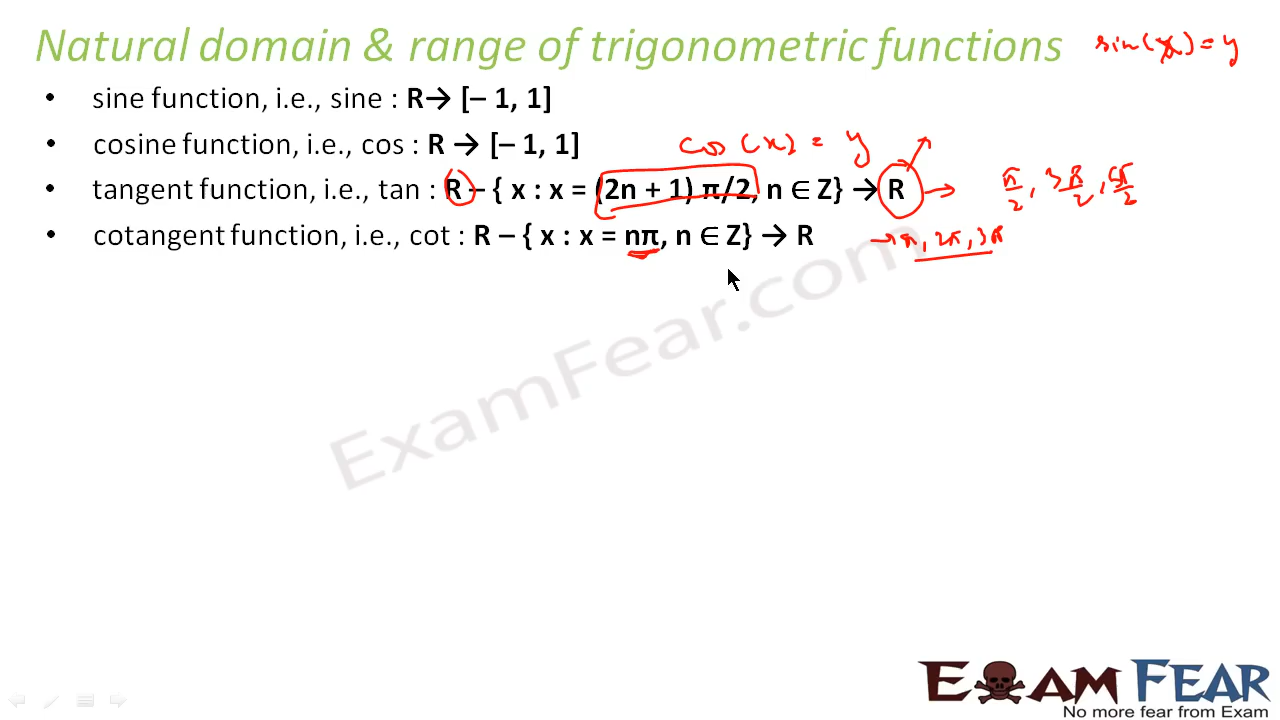 Natural domain & range of trigonometric functions sin(x) = y
• sine function, i.e., sine : R→ [– 1, 1]
• cosine function, i.e., cos : R → [– 1, 1]
cos (x) = y
• tangent function, i.e., tan : R – { x : x = (2n + 1) π/2, n ∈ Z} → R → π/2, 3π/2, 5π/2
• cotangent function, i.e., cot : R – { x : x = nπ, n ∈ Z} → R → π, 2π, 3π
ExamFear.com
EXAM FEAR
No more fear from Exam